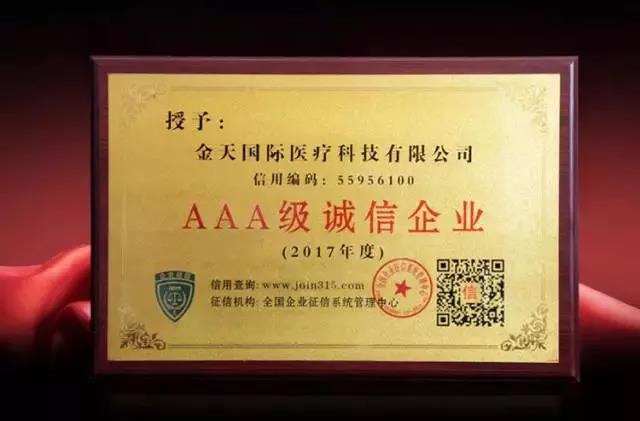 授予：
金天国际医疗科技有限公司
信用编码：55956100
AAA级诚信企业
(2017年度)
信用查询：www.join315.com
征信机构：全国企业征信系统管理中心
信